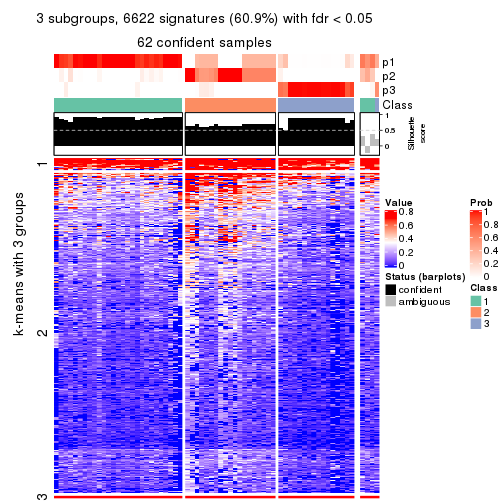 3 subgroups, 6622 signatures (60.9%) with fdr < 0.05
62 confident samples
p1
p2
p3
Class
1
0.5
0
Silhouette
score
k-means with 3 groups
1
2
3
Value
0.8
0.6
0.4
0.2
0
Status (barplots)
confident
ambiguous
Prob
1
0.8
0.6
0.4
0.2
0
Class
1
2
3